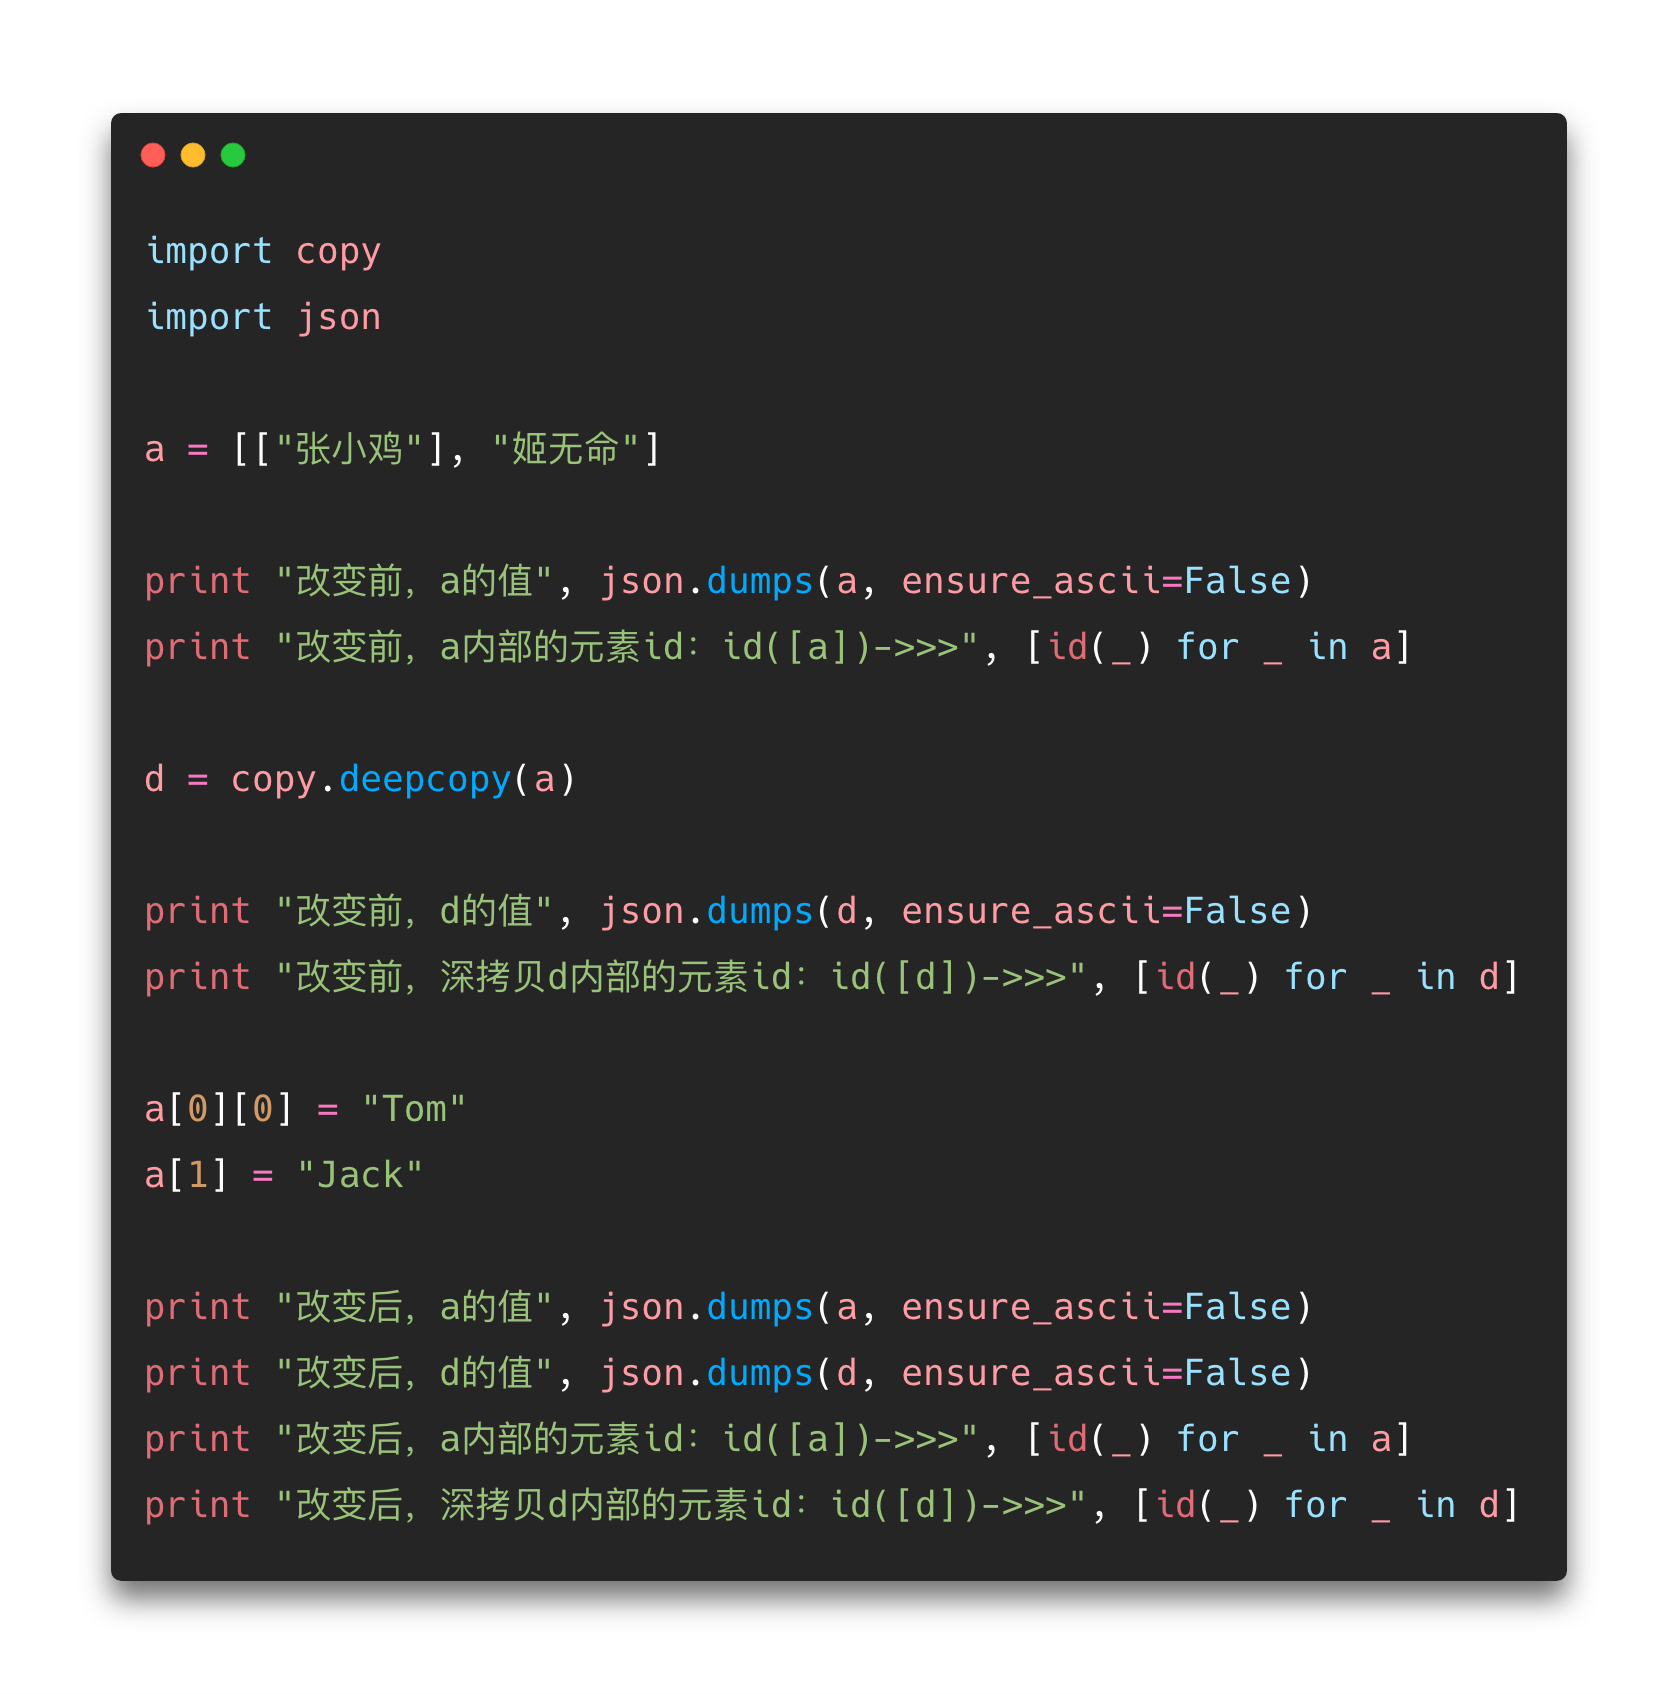 import copy
import json
a = [["张小鸡"], "姬无命"]
print "改变前，a的值", json.dumps(a, ensure_ascii=False)
print "改变前，a内部的元素id：id([a])->>>", [id(_) for _ in a]
d = copy.deepcopy(a)
print "改变前，d的值", json.dumps(d, ensure_ascii=False)
print "改变前，深拷贝d内部的元素id：id([d])->>>", [id(_) for _ in d]
a[0][0] = "Tom"
a[1] = "Jack"
print "改变后，a的值", json.dumps(a, ensure_ascii=False)
print "改变后，d的值", json.dumps(d, ensure_ascii=False)
print "改变后，a内部的元素id：id([a])->>>", [id(_) for _ in a]
print "改变后，深拷贝d内部的元素id：id([d])->>>", [id(_) for _ in d]